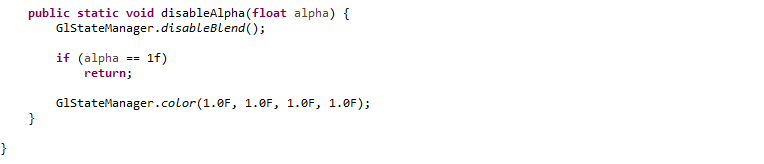 public static void disableAlpha(float alpha) {
GlStateManager.disableBlend();
if (alpha == 1f)
return;
GlStateManager.color(1.0F, 1.0F, 1.0F, 1.0F);
}
}